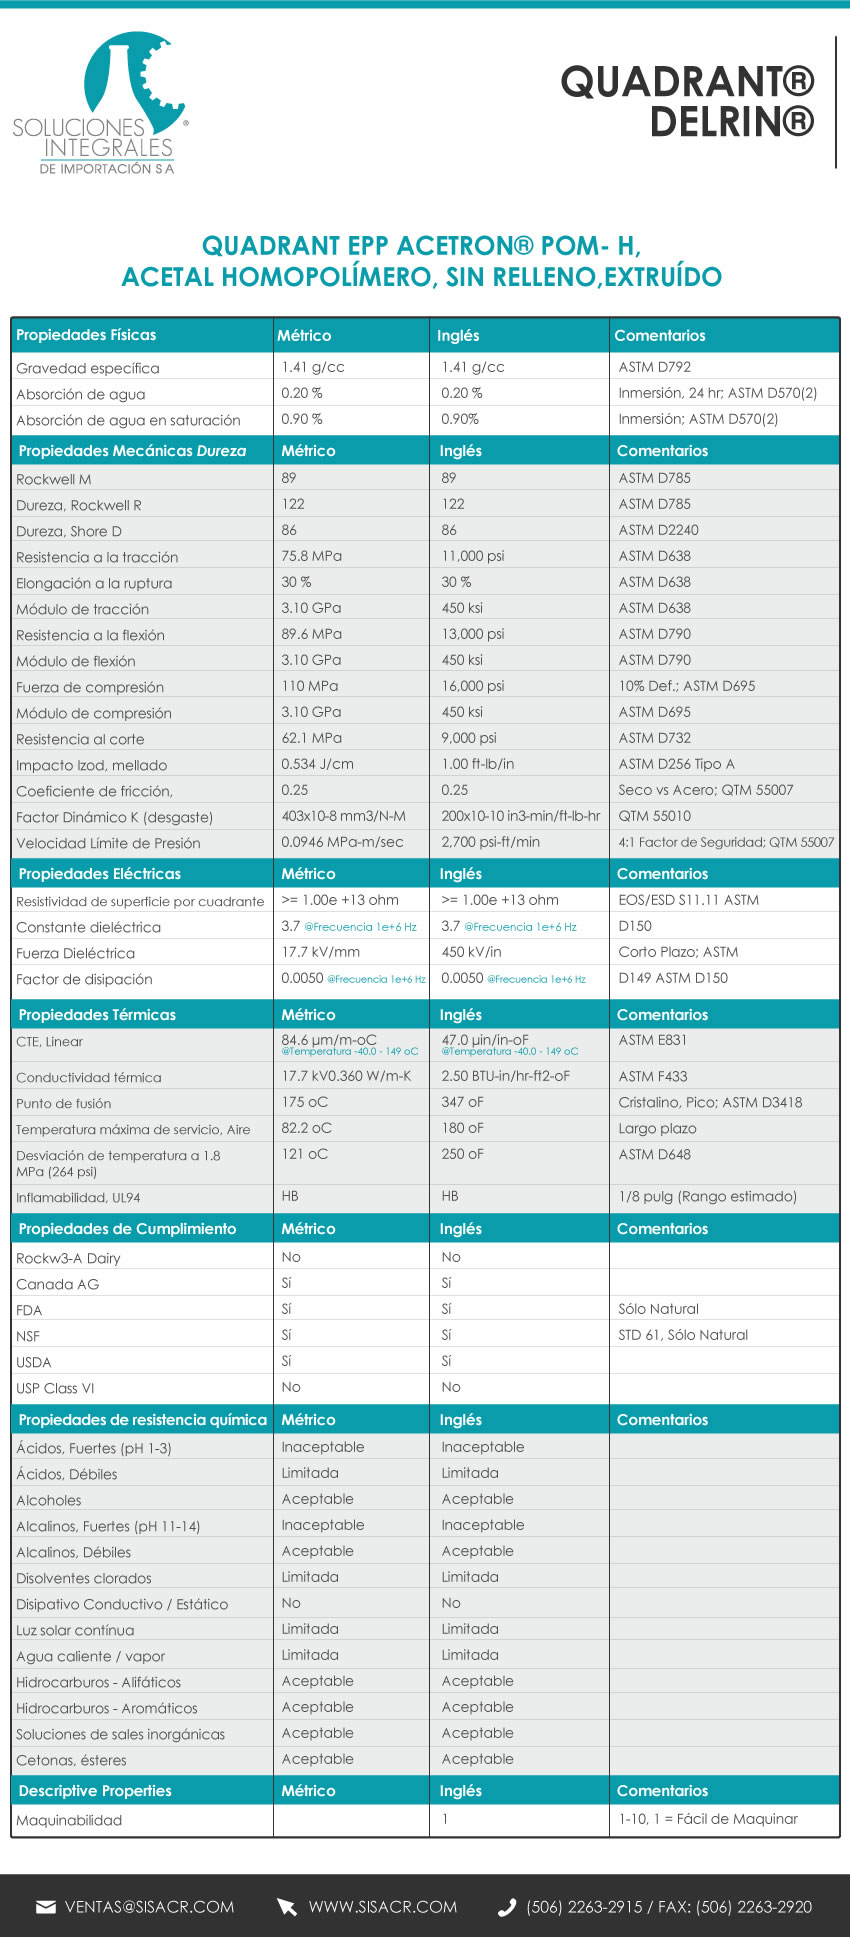 SOLUCIONES
INTEGRALES
DE IMPORTACIÓN S A
®
QUADRANT®
DELRIN®
QUADRANT EPP ACETRON® POM- H,
ACETAL HOMOPOLÍMERO, SIN RELLENO,EXTRUÍDO
Propiedades Físicas Métrico Inglés Comentarios
Gravedad específica 1.41 g/cc 1.41 g/cc ASTM D792
Absorción de agua 0.20 % 0.20 % Inmersión, 24 hr; ASTM D570(2)
Absorción de agua en saturación 0.90 % 0.90% Inmersión; ASTM D570(2)
Propiedades Mecánicas Dureza Métrico Inglés Comentarios
Rockwell M 89 89 ASTM D785
Dureza, Rockwell R 122 122 ASTM D785
Dureza, Shore D 86 86 ASTM D2240
Resistencia a la tracción 75.8 MPa 11,000 psi ASTM D638
Elongación a la ruptura 30 % 30 % ASTM D638
Módulo de tracción 3.10 GPa 450 ksi ASTM D638
Resistencia a la flexión 89.6 MPa 13,000 psi ASTM D790
Módulo de flexión 3.10 GPa 450 ksi ASTM D790
Fuerza de compresión 110 MPa 16,000 psi 10% Def.; ASTM D695
Módulo de compresión 3.10 GPa 450 ksi ASTM D695
Resistencia al corte 62.1 MPa 9,000 psi ASTM D732
Impacto Izod, mellado 0.534 J/cm 1.00 ft-lb/in ASTM D256 Tipo A
Coeficiente de fricción, 0.25 0.25 Seco vs Acero; QTM 55007
Factor Dinámico K (desgaste) 403x10-8 mm3/N-M 200x10-10 in3-min/ft-lb-hr QTM 55010
Velocidad Límite de Presión 0.0946 MPa-m/sec 2,700 psi-ft/min 4:1 Factor de Seguridad; QTM 55007
Propiedades Eléctricas Métrico Inglés Comentarios
Resistividad de superficie por cuadrante >= 1.00e +13 ohm >= 1.00e +13 ohm EOS/ESD S11.11 ASTM
Constante dieléctrica 3.7 @Frecuencia 1e+6 Hz 3.7 @Frecuencia 1e+6 Hz D150
Fuerza Dieléctrica 17.7 kV/mm 450 kV/in Corto Plazo; ASTM
Factor de disipación 0.0050 @Frecuencia 1e+6 Hz 0.0050 @Frecuencia 1e+6 Hz D149 ASTM D150
Propiedades Térmicas Métrico Inglés Comentarios
CTE, Linear 84.6 µm/m-oC 47.0 µin/in-oF ASTM E831
@Temperatura -40.0 - 149 oC @Temperatura -40.0 - 149 oC
Conductividad térmica 17.7 kV0.360 W/m-K 2.50 BTU-in/hr-ft2-oF ASTM F433
Punto de fusión 175 oC 347 oF Cristalino, Pico; ASTM D3418
Temperatura máxima de servicio, Aire 82.2 oC 180 oF Largo plazo
Desviación de temperatura a 1.8 121 oC 250 oF ASTM D648
MPa (264 psi)
Inflamabilidad, UL94 HB HB 1/8 pulg (Rango estimado)
Propiedades de Cumplimiento Métrico Inglés Comentarios
Rockw3-A Dairy No No
Canada AG Sí Sí
FDA Sí Sí Sólo Natural
NSF Sí Sí STD 61, Sólo Natural
USDA Sí Sí
USP Class VI No No
Propiedades de resistencia química Métrico Inglés Comentarios
Ácidos, Fuertes (pH 1-3) Inaceptable Inaceptable
Ácidos, Débiles Limitada Limitada
Alcoholes Aceptable Aceptable
Alcalinos, Fuertes (pH 11-14) Inaceptable Inaceptable
Alcalinos, Débiles Aceptable Aceptable
Disolventes clorados Limitada Limitada
Disipativo Conductivo / Estático No No
Luz solar contínua Limitada Limitada
Agua caliente / vapor Limitada Limitada
Hidrocarburos - Alifáticos Aceptable Aceptable
Hidrocarburos - Aromáticos Aceptable Aceptable
Soluciones de sales inorgánicas Aceptable Aceptable
Cetonas, ésteres Aceptable Aceptable
Descriptive Properties Métrico Inglés Comentarios
Maquinabilidad 1 1-10, 1 = Fácil de Maquinar
VENTAS@SISACR.COM WWW.SISACR.COM (506) 2263-2915 / FAX: (506) 2263-2920